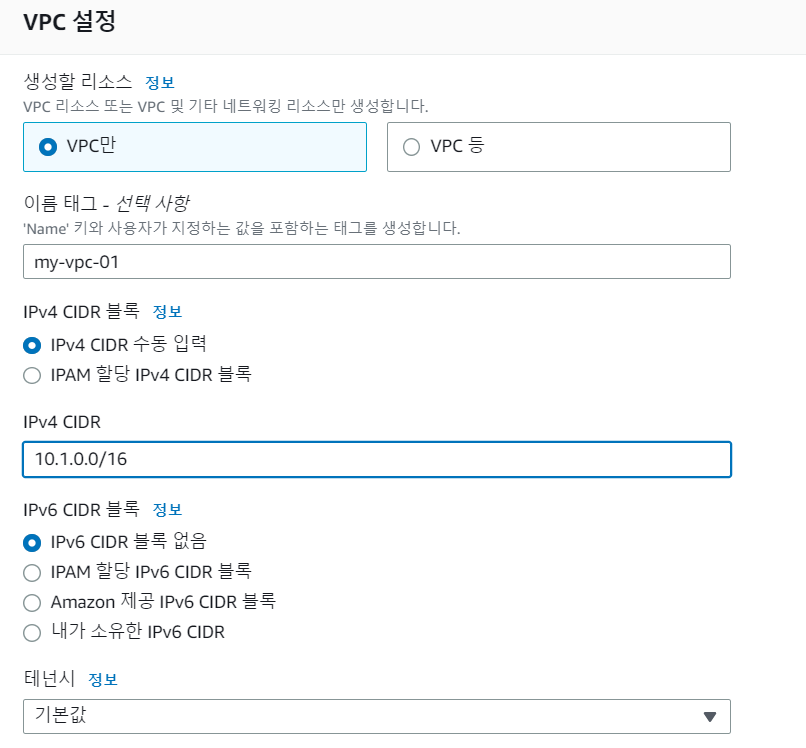 VPC 설정
생성할 리소스 정보
VPC 리소스 또는 VPC 및 기타 네트워킹 리소스만 생성합니다.
VPC만 VPC 등
이름 태그 - 선택 사항
'Name' 키와 사용자가 지정하는 값을 포함하는 태그를 생성합니다.
my-vpc-01
IPv4 CIDR 블록 정보
IPv4 CIDR 수동 입력
IPAM 할당 IPv4 CIDR 블록
IPv4 CIDR
10.1.0.0/16
IPv6 CIDR 블록 정보
IPv6 CIDR 블록 없음
IPAM 할당 IPv6 CIDR 블록
Amazon 제공 IPv6 CIDR 블록
내가 소유한 IPv6 CIDR
테넌시 정보
기본값